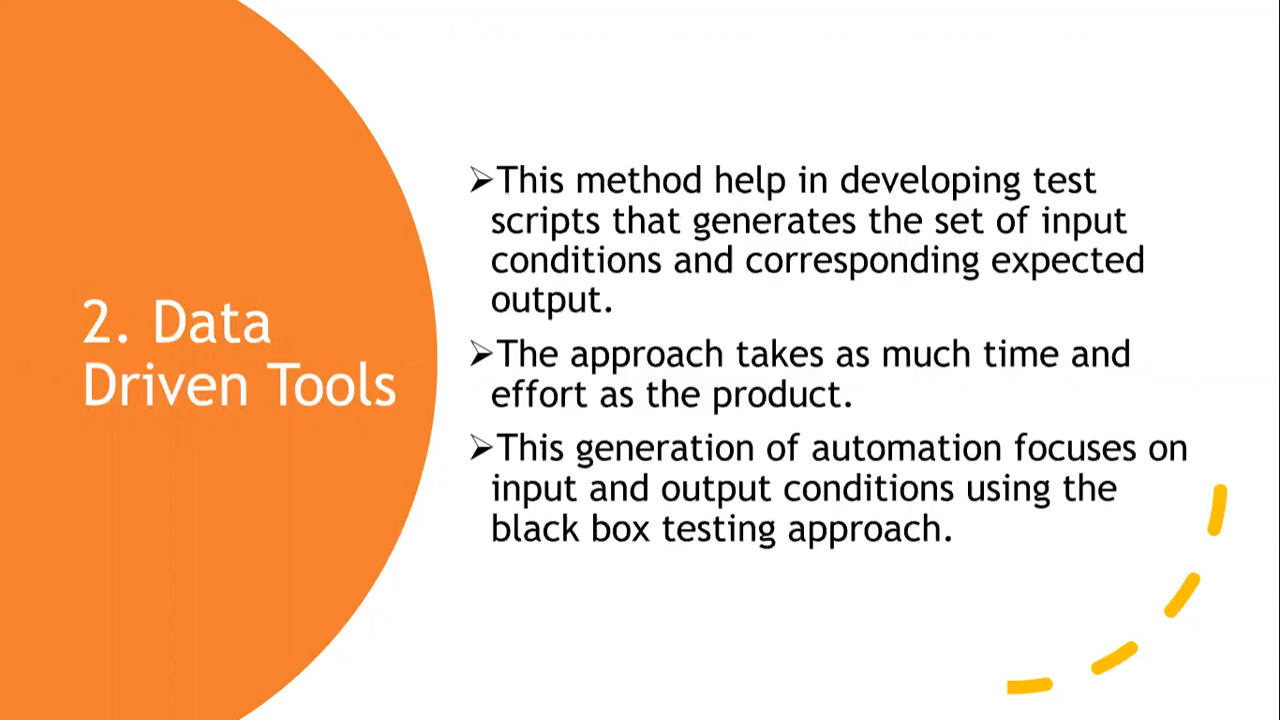 2. Data
Driven Tools
➢This method help in developing test
scripts that generates the set of input
conditions and corresponding expected
output.
➢The approach takes as much time and
effort as the product.
➢This generation of automation focuses on
input and output conditions using the
black box testing approach.